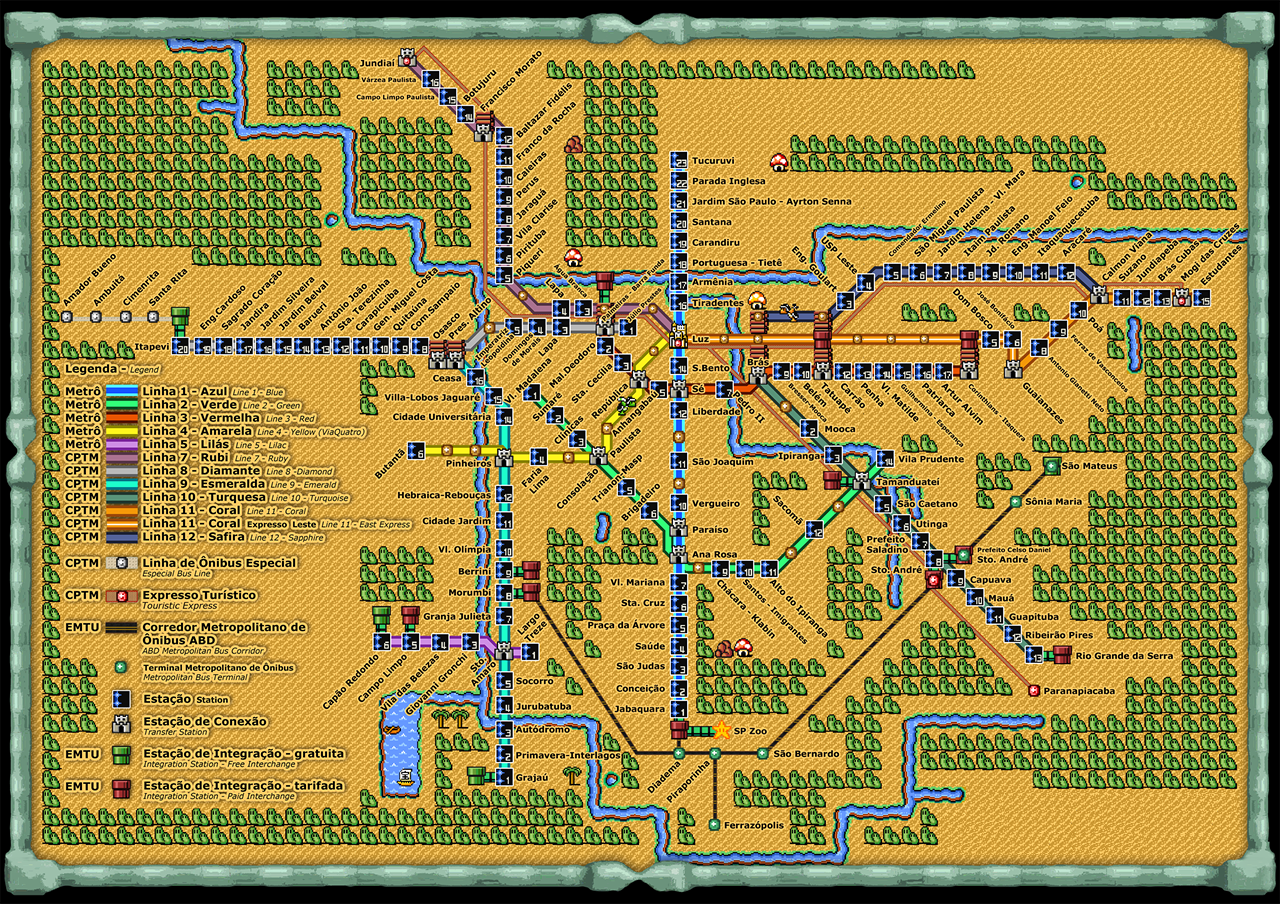 Jundiaí
Várzea Paulista
Campo Limpo Paulista
Botujuru
Francisco Morato
Baltazar Fidélis
Franco da Rocha
Caieiras
Perus
Jaraguá
Vila Clarise
Pirituba
Piqueri
Tucuruvi
Parada Inglesa
Jardim São Paulo - Ayrton Senna
Santana
Carandiru
Portuguesa - Tietê
Armênia
Tiradentes
Luz
S.Bento
Sé
Liberdade
São Joaquim
Vergueiro
Paraíso
Ana Rosa
Vl. Mariana
Sta. Cruz
Praça da Árvore
Saúde
São Judas
Conceição
Jabaquara
SP Zoo
Amador Bueno
Ambuitá
Cimenrita
Santa Rita
Itapevi
Eng.Cardoso
Sagrado Coração
Jandira
Jardim Silveira
Jardim Belval
Barueri
Antônio João
Sta. Terezinha
Carapicuíba
Gen. Miguel Costa
Quitaúna
Com.Sampaio
Osasco
Pres. Altino
Imperatriz
Leopoldina
Domingos
de Morais
Lapa
Ceasa
Villa-Lobos Jaguaré
Cidade Universitária
Pinheiros
Hebraica-Rebouças
Cidade Jardim
Vl. Olímpia
Berrini
Morumbi
Granja Julieta
Largo
Treze
Sto.
Amaro
Socorro
Jurubatuba
Autódromo
Primavera-Interlagos
Grajaú
Capão Redondo
Campo Limpo
Vila das Belezas
Giovanni Gronchi
Butantã
Faria
Lima
Consolação
Paulista
Vl. Madalena
Sumaré
Clínicas
Trianon-Masp
Brigadeiro
Mal.Deodoro
Sta.Cecília
República
Anhangabaú
Pedro II
Brás
Bresser-Mooca
Belém
Tatuapé
Carrão
Penha
Vl. Matilde
Guilhermina-Esperança
Patriarca
Artur Alvim
Itaquera
Dom Bosco
José Bonifácio
Guaianazes
Antonio Gianetti Neto
Ferraz de Vasconcelos
Poá
Calmon Viana
Suzano
Jundiapeba
Brás Cubas
Mogi das Cruzes
Estudantes
Eng. Goulart
USP Leste
Comendador Ermelino
São Miguel Paulista
Jardim Helena - Vl. Mara
Itaim Paulista
Jd. Romano
Eng. Manoel Feio
Itaquaquecetuba
Aracaré
Mooca
Ipiranga
Vila Prudente
Tamanduateí
Sacomã
Alto do Ipiranga
Santos - Imigrantes
Chácara - Klabin
São Caetano
Utinga
Prefeito
Saladino
Sto. André
Prefeito Celso Daniel
Sto. André
Capuava
Mauá
Guapituba
Ribeirão Pires
Rio Grande da Serra
Paranapiacaba
São Mateus
Sônia Maria
Diadema
Piraporinha
São Bernardo
Ferrazópolis
Legenda - Legend
Metrô Linha 1 - Azul Line 1 - Blue
Metrô Linha 2 - Verde Line 2 - Green
Metrô Linha 3 - Vermelha Line 3 - Red
Metrô Linha 4 - Amarela Line 4 - Yellow (ViaQuatro)
Metrô Linha 5 - Lilás Line 5 - Lilac
CPTM Linha 7 - Rubi Line 7 - Ruby
CPTM Linha 8 - Diamante Line 8 - Diamond
CPTM Linha 9 - Esmeralda Line 9 - Emerald
CPTM Linha 10 - Turquesa Line 10 - Turquoise
CPTM Linha 11 - Coral Line 11 - Coral
CPTM Linha 11 - Coral Expresso Leste Line 11 - East Express
CPTM Linha 12 - Safira Line 12 - Sapphire
CPTM Linha de Ônibus Especial
Especial Bus Line
CPTM Expresso Turístico
Touristic Express
EMTU Corredor Metropolitano de
Ônibus ABD
ABD Metropolitan Bus Corridor
Terminal Metropolitano de Ônibus
Metropolitan Bus Terminal
Estação Station
Estação de Conexão
Transfer Station
EMTU Estação de Integração - gratuita
Integration Station - Free Interchange
EMTU Estação de Integração - tarifada
Integration Station - Paid Interchange